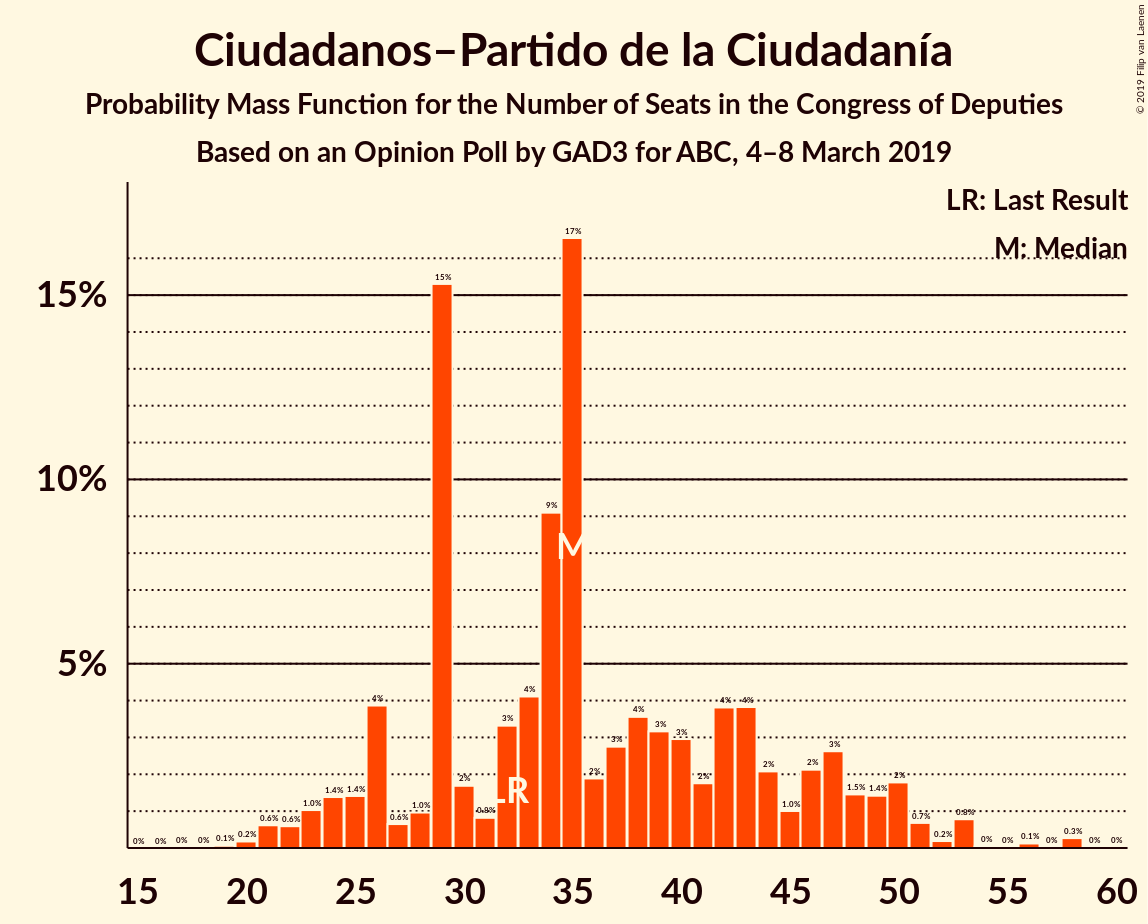 Ciudadanos–Partido de la Ciudadanía
Probability Mass Function for the Number of Seats in the Congress of Deputies
Based on an Opinion Poll by GAD3 for ABC, 4–8 March 2019
© 2019 Filip van Laenen
LR: Last Result
M: Median
15%
10%
5%
0% 0% 0% 0% 0.1% 0.2% 0.6% 0.6% 1.0% 1.4% 1.4% 4% 0.6% 1.0% 15% 2% 0.8% 3% 4% 9% 17% 2% 3% 4% 3% 3% 2% 4% 4% 2% 1.0% 2% 3% 1.5% 1.4% 2% 0.7% 0.2% 0.8% 0% 0% 0.1% 0% 0.3% 0% 0%
M
LR
15 20 25 30 35 40 45 50 55 60